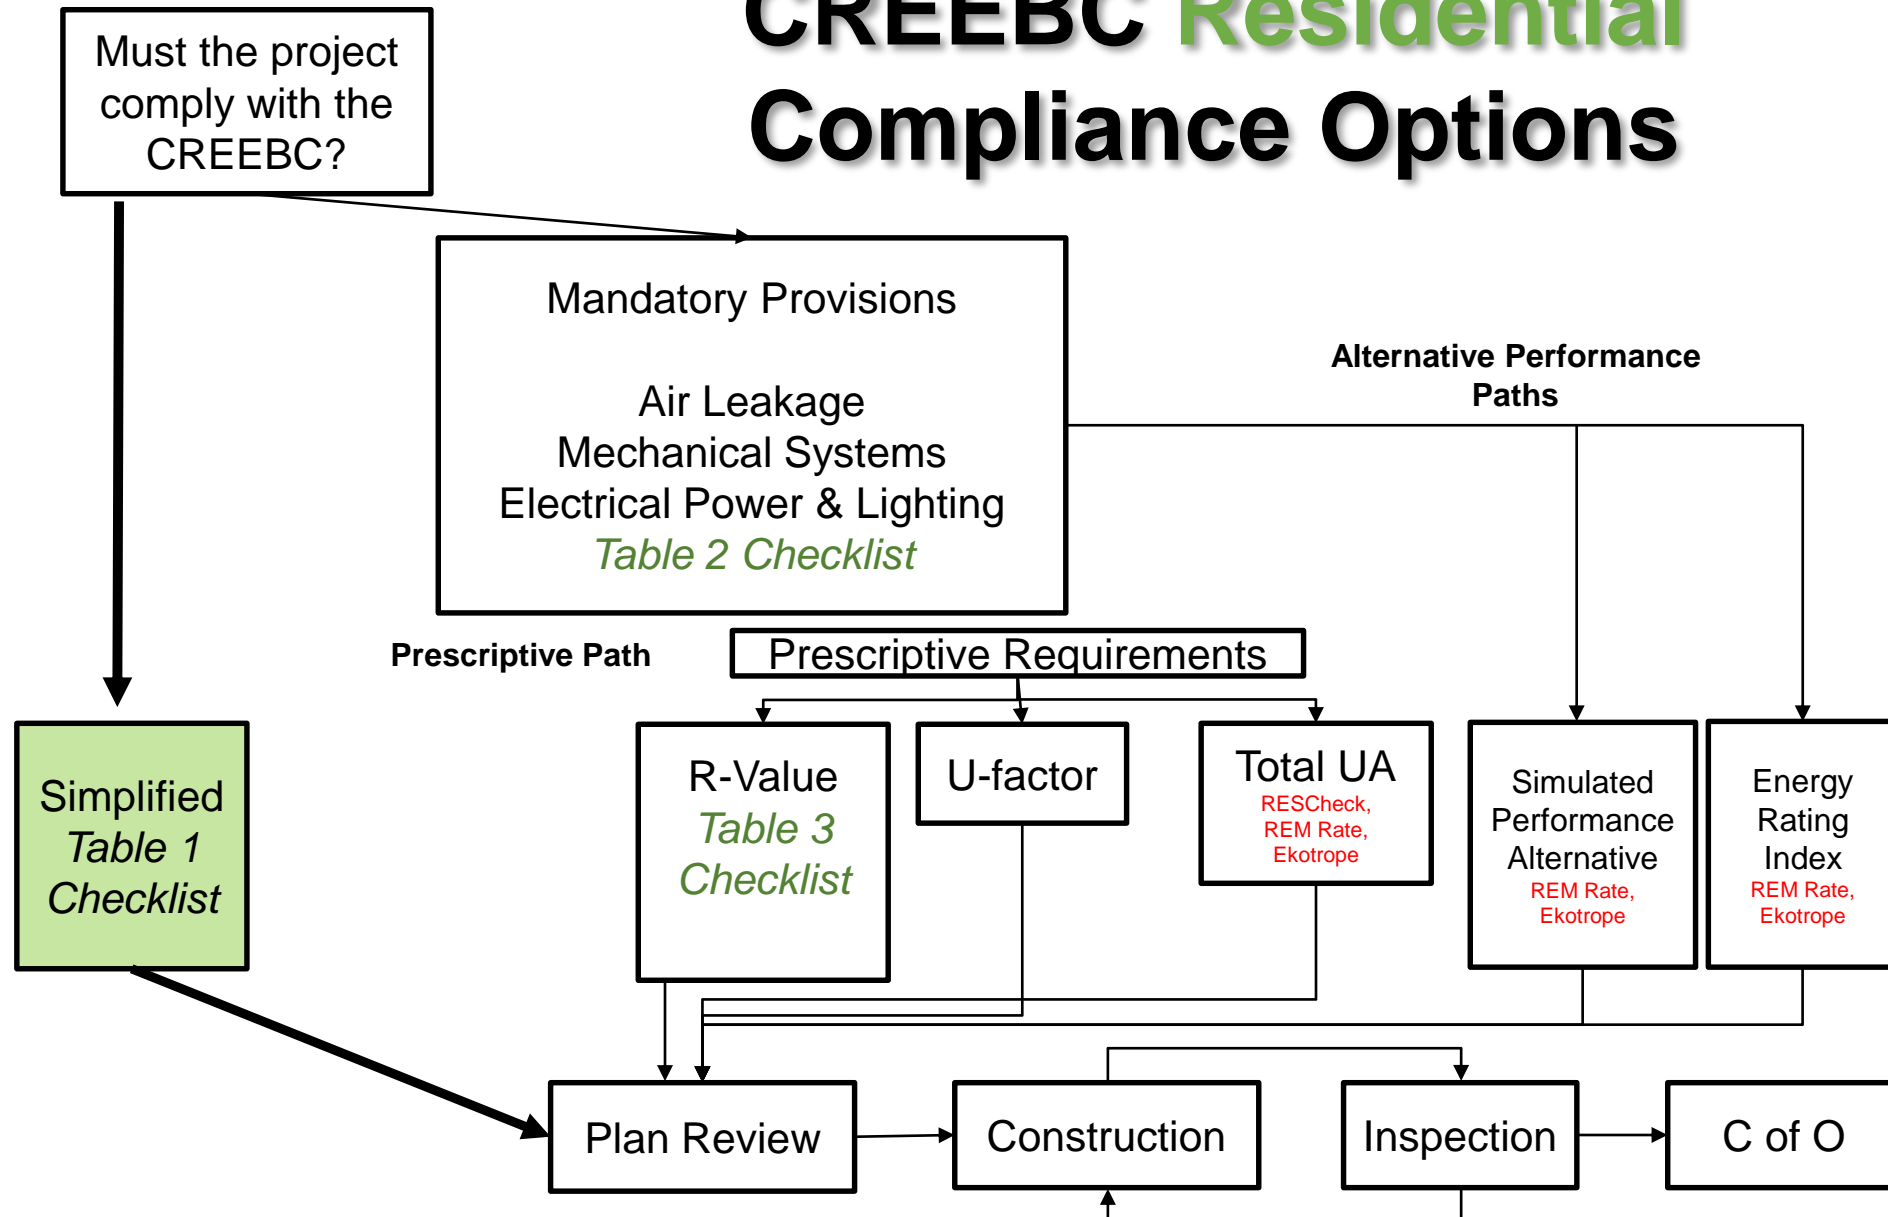 CREEBC Residential
Compliance Options
Must the project
comply with the
CREEBC?
Mandatory Provisions
Air Leakage
Mechanical Systems
Electrical Power & Lighting
Table 2 Checklist
Alternative Performance
Paths
Prescriptive Path
Prescriptive Requirements
Simplified
Table 1
Checklist
R-Value
Table 3
Checklist
U-factor
Total UA
RESCheck,
REM Rate,
Ekotrope
Simulated
Performance
Alternative
REM Rate,
Ekotrope
Energy
Rating
Index
REM Rate,
Ekotrope
Plan Review
Construction
Inspection
C of O